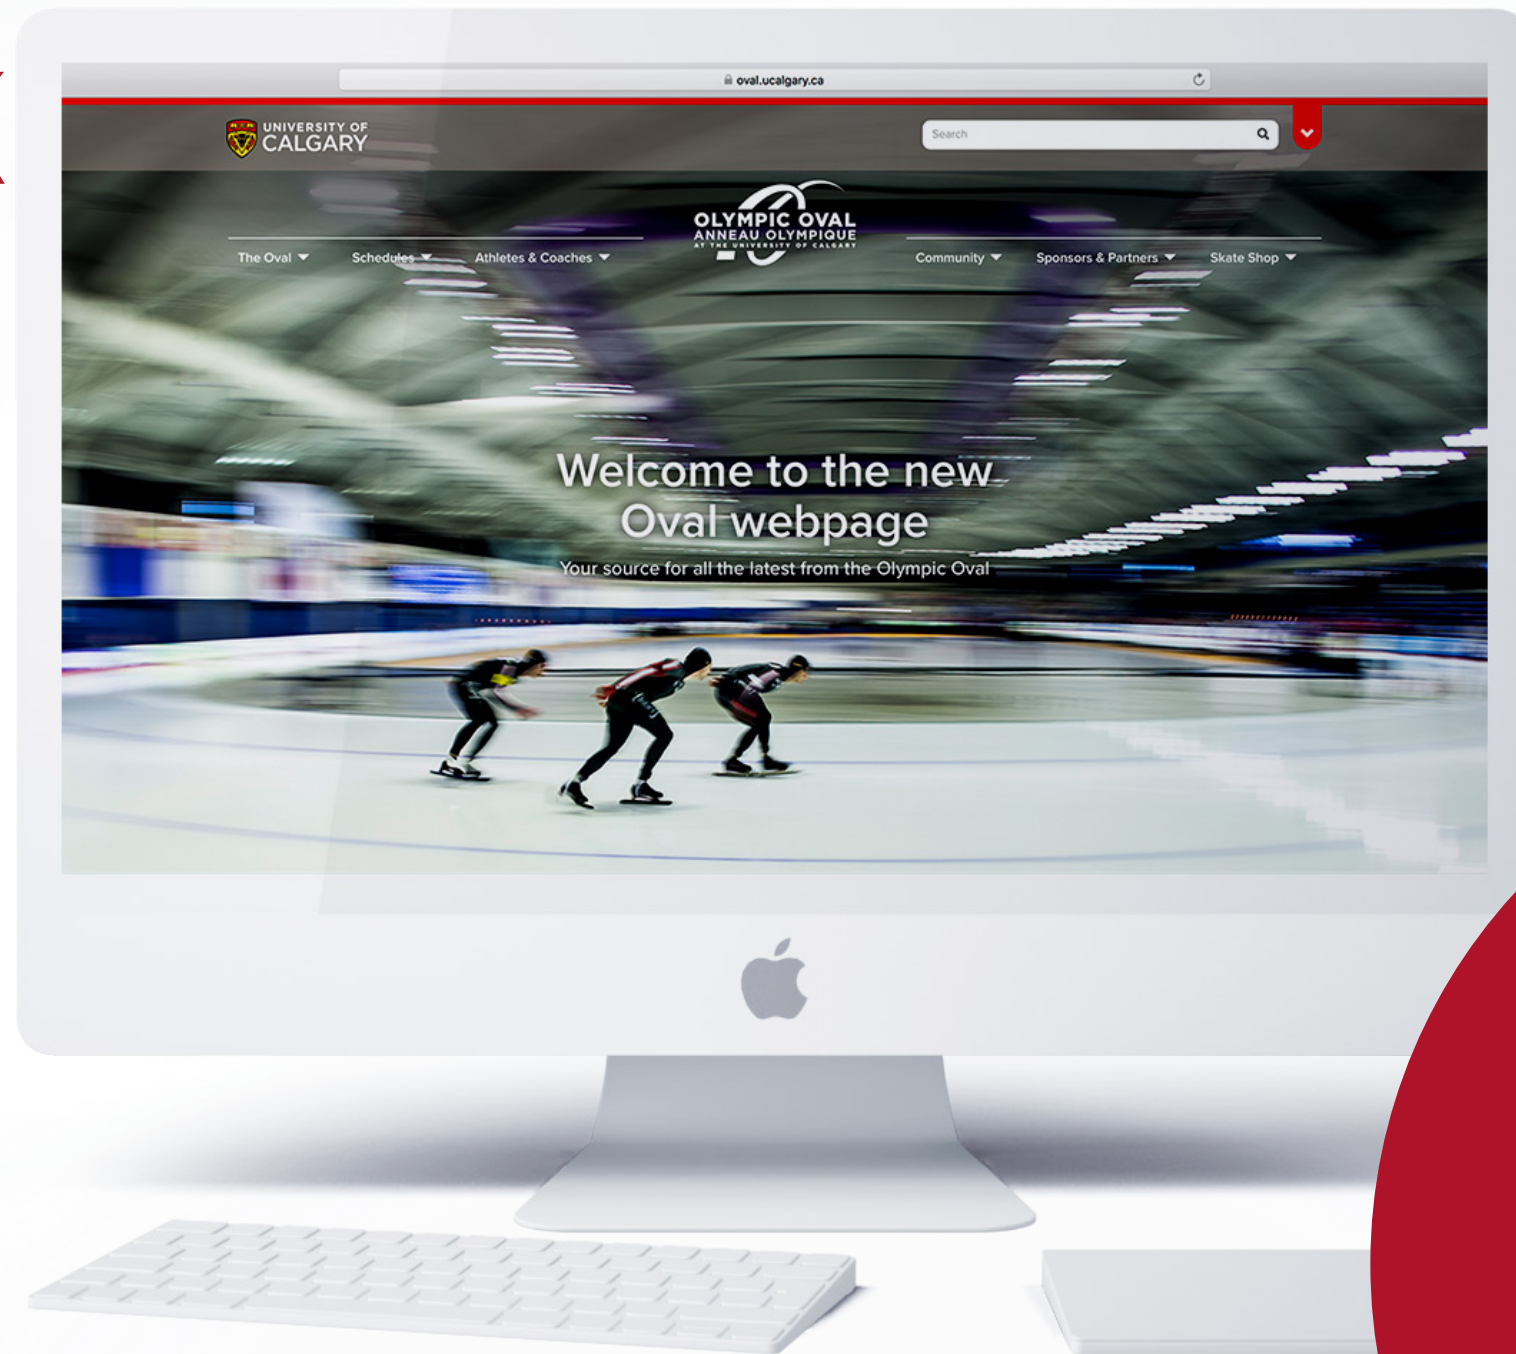 oval.ucalgary.ca
UNIVERSITY OF
CALGARY
Search
OLYMPIC OVAL
ANNEAU OLYMPIQUE
AT THE UNIVERSITY OF CALGARY
The Oval
Schedules
Athletes & Coaches
Community
Sponsors & Partners
Skate Shop
Welcome to the new
Oval webpage
Your source for all the latest from the Olympic Oval